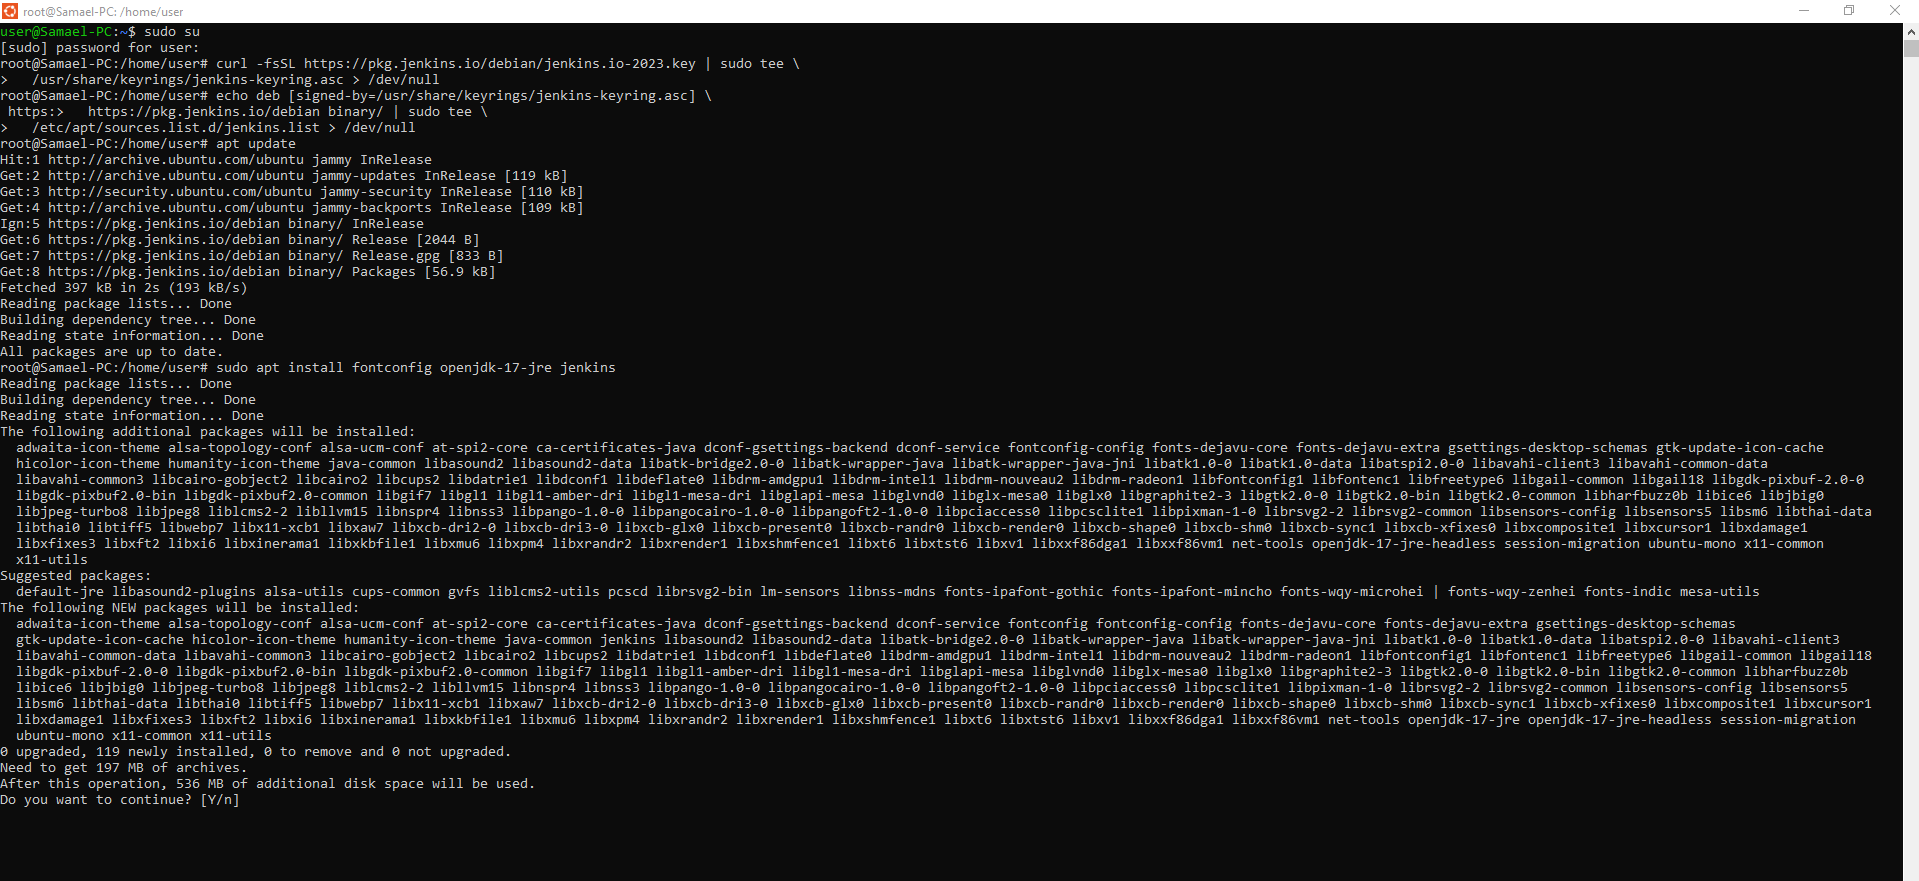 root@Samael-PC: /home/user
user@Samael-PC:~$ sudo su
[sudo] password for user:
root@Samael-PC:/home/user# curl -fsSL https://pkg.jenkins.io/debian/jenkins.io-2023.key | sudo tee \
>   /usr/share/keyrings/jenkins-keyring.asc > /dev/null
root@Samael-PC:/home/user# echo deb [signed-by=/usr/share/keyrings/jenkins-keyring.asc] \
 https:>   https://pkg.jenkins.io/debian binary/ | sudo tee \
>   /etc/apt/sources.list.d/jenkins.list > /dev/null
root@Samael-PC:/home/user# apt update
Hit:1 http://archive.ubuntu.com/ubuntu jammy InRelease
Get:2 http://archive.ubuntu.com/ubuntu jammy-updates InRelease [119 kB]
Get:3 http://security.ubuntu.com/ubuntu jammy-security InRelease [110 kB]
Get:4 http://archive.ubuntu.com/ubuntu jammy-backports InRelease [109 kB]
Ign:5 https://pkg.jenkins.io/debian binary/ InRelease
Get:6 https://pkg.jenkins.io/debian binary/ Release [2044 B]
Get:7 https://pkg.jenkins.io/debian binary/ Release.gpg [833 B]
Get:8 https://pkg.jenkins.io/debian binary/ Packages [56.9 kB]
Fetched 397 kB in 2s (193 kB/s)
Reading package lists... Done
Building dependency tree... Done
Reading state information... Done
All packages are up to date.
root@Samael-PC:/home/user# sudo apt install fontconfig openjdk-17-jre jenkins
Reading package lists... Done
Building dependency tree... Done
Reading state information... Done
The following additional packages will be installed:
  adwaita-icon-theme alsa-topology-conf alsa-ucm-conf at-spi2-core ca-certificates-java dconf-gsettings-backend dconf-service fontconfig-config fonts-dejavu-core fonts-dejavu-extra gsettings-desktop-schemas gtk-update-icon-cache
  hicolor-icon-theme humanity-icon-theme java-common libasound2 libasound2-data libatk-bridge2.0-0 libatk-wrapper-java libatk-wrapper-java-jni libatk1.0-0 libatk1.0-data libatspi2.0-0 libavahi-client3 libavahi-common-data
  libavahi-common3 libcairo-gobject2 libcairo2 libcups2 libdatrie1 libdconf1 libdeflate0 libdrm-amdgpu1 libdrm-intel1 libdrm-nouveau2 libdrm-radeon1 libfontconfig1 libfontenc1 libfreetype6 libgail-common libgail18 libgdk-pixbuf-2.0-0
  libgdk-pixbuf2.0-bin libgdk-pixbuf2.0-common libgif7 libgl1 libgl1-amber-dri libgl1-mesa-dri libglapi-mesa libglvnd0 libglx-mesa0 libglx0 libgraphite2-3 libgtk2.0-0 libgtk2.0-bin libgtk2.0-common libharfbuzz0b libice6 libjbig0
  libjpeg-turbo8 libjpeg8 liblcms2-2 libllvm15 libnspr4 libnss3 libpango-1.0-0 libpangocairo-1.0-0 libpangoft2-1.0-0 libpciaccess0 libpcsclite1 libpixman-1-0 librsvg2-2 librsvg2-common libsensors-config libsensors5 libsm6 libthai-data
  libthai0 libtiff5 libwebp7 libx11-xcb1 libxaw7 libxcb-dri2-0 libxcb-dri3-0 libxcb-glx0 libxcb-present0 libxcb-randr0 libxcb-render0 libxcb-shape0 libxcb-shm0 libxcb-sync1 libxcb-xfixes0 libxcomposite1 libxcursor1 libxdamage1
  libxfixes3 libxft2 libxi6 libxinerama1 libxkbfile1 libxmu6 libxpm4 libxrandr2 libxrender1 libxshmfence1 libxt6 libxtst6 libxv1 libxxf86dga1 libxxf86vm1 net-tools openjdk-17-jre-headless session-migration ubuntu-mono x11-common
  x11-utils
Suggested packages:
  default-jre libasound2-plugins alsa-utils cups-common gvfs liblcms2-utils pcscd librsvg2-bin lm-sensors libnss-mdns fonts-ipafont-gothic fonts-ipafont-mincho fonts-wqy-microhei | fonts-wqy-zenhei fonts-indic mesa-utils
The following NEW packages will be installed:
  adwaita-icon-theme alsa-topology-conf alsa-ucm-conf at-spi2-core ca-certificates-java dconf-gsettings-backend dconf-service fontconfig fontconfig-config fonts-dejavu-core fonts-dejavu-extra gsettings-desktop-schemas
  gtk-update-icon-cache hicolor-icon-theme humanity-icon-theme java-common jenkins libasound2 libasound2-data libatk-bridge2.0-0 libatk-wrapper-java libatk-wrapper-java-jni libatk1.0-0 libatk1.0-data libatspi2.0-0 libavahi-client3
  libavahi-common-data libavahi-common3 libcairo-gobject2 libcairo2 libcups2 libdatrie1 libdconf1 libdeflate0 libdrm-amdgpu1 libdrm-intel1 libdrm-nouveau2 libdrm-radeon1 libfontconfig1 libfontenc1 libfreetype6 libgail-common libgail18
  libgdk-pixbuf-2.0-0 libgdk-pixbuf2.0-bin libgdk-pixbuf2.0-common libgif7 libgl1 libgl1-amber-dri libgl1-mesa-dri libglapi-mesa libglvnd0 libglx-mesa0 libglx0 libgraphite2-3 libgtk2.0-0 libgtk2.0-bin libgtk2.0-common libharfbuzz0b
  libice6 libjbig0 libjpeg-turbo8 libjpeg8 liblcms2-2 libllvm15 libnspr4 libnss3 libpango-1.0-0 libpangocairo-1.0-0 libpangoft2-1.0-0 libpciaccess0 libpcsclite1 libpixman-1-0 librsvg2-2 librsvg2-common libsensors-config libsensors5
  libsm6 libthai-data libthai0 libtiff5 libwebp7 libx11-xcb1 libxaw7 libxcb-dri2-0 libxcb-dri3-0 libxcb-glx0 libxcb-present0 libxcb-randr0 libxcb-render0 libxcb-shape0 libxcb-shm0 libxcb-sync1 libxcb-xfixes0 libxcomposite1 libxcursor1
  libxdamage1 libxfixes3 libxft2 libxi6 libxinerama1 libxkbfile1 libxmu6 libxpm4 libxrandr2 libxrender1 libxshmfence1 libxt6 libxtst6 libxv1 libxxf86dga1 libxxf86vm1 net-tools openjdk-17-jre openjdk-17-jre-headless session-migration
  ubuntu-mono x11-common x11-utils
0 upgraded, 119 newly installed, 0 to remove and 0 not upgraded.
Need to get 197 MB of archives.
After this operation, 536 MB of additional disk space will be used.
Do you want to continue? [Y/n]